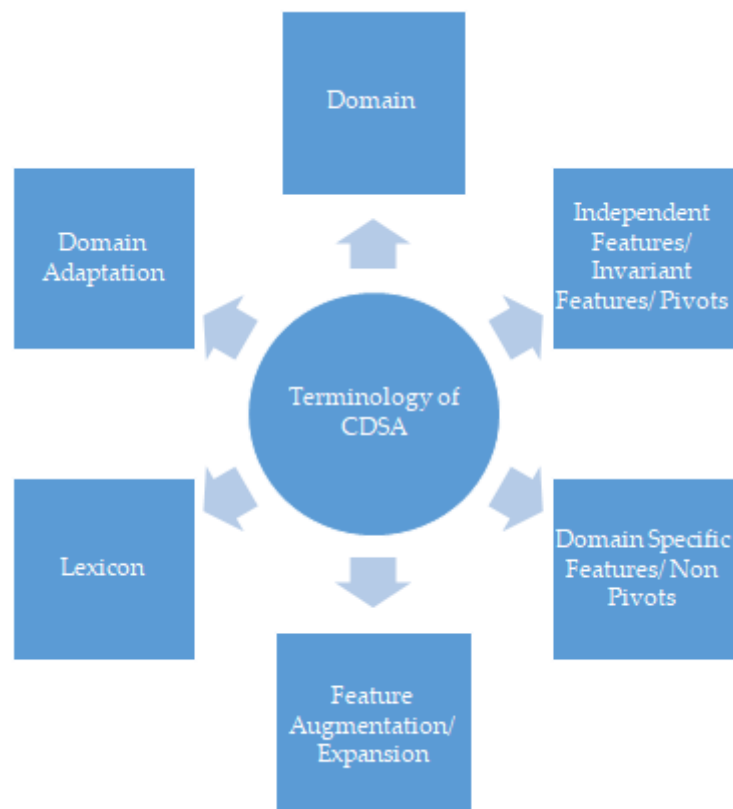 Domain
Independent
Features/
Invariant
Features/ Pivots
Domain
Adaptation
Terminology of
CDSA
Domain Specific
Features/ Non
Pivots
Lexicon
Feature
Augmentation/
Expansion